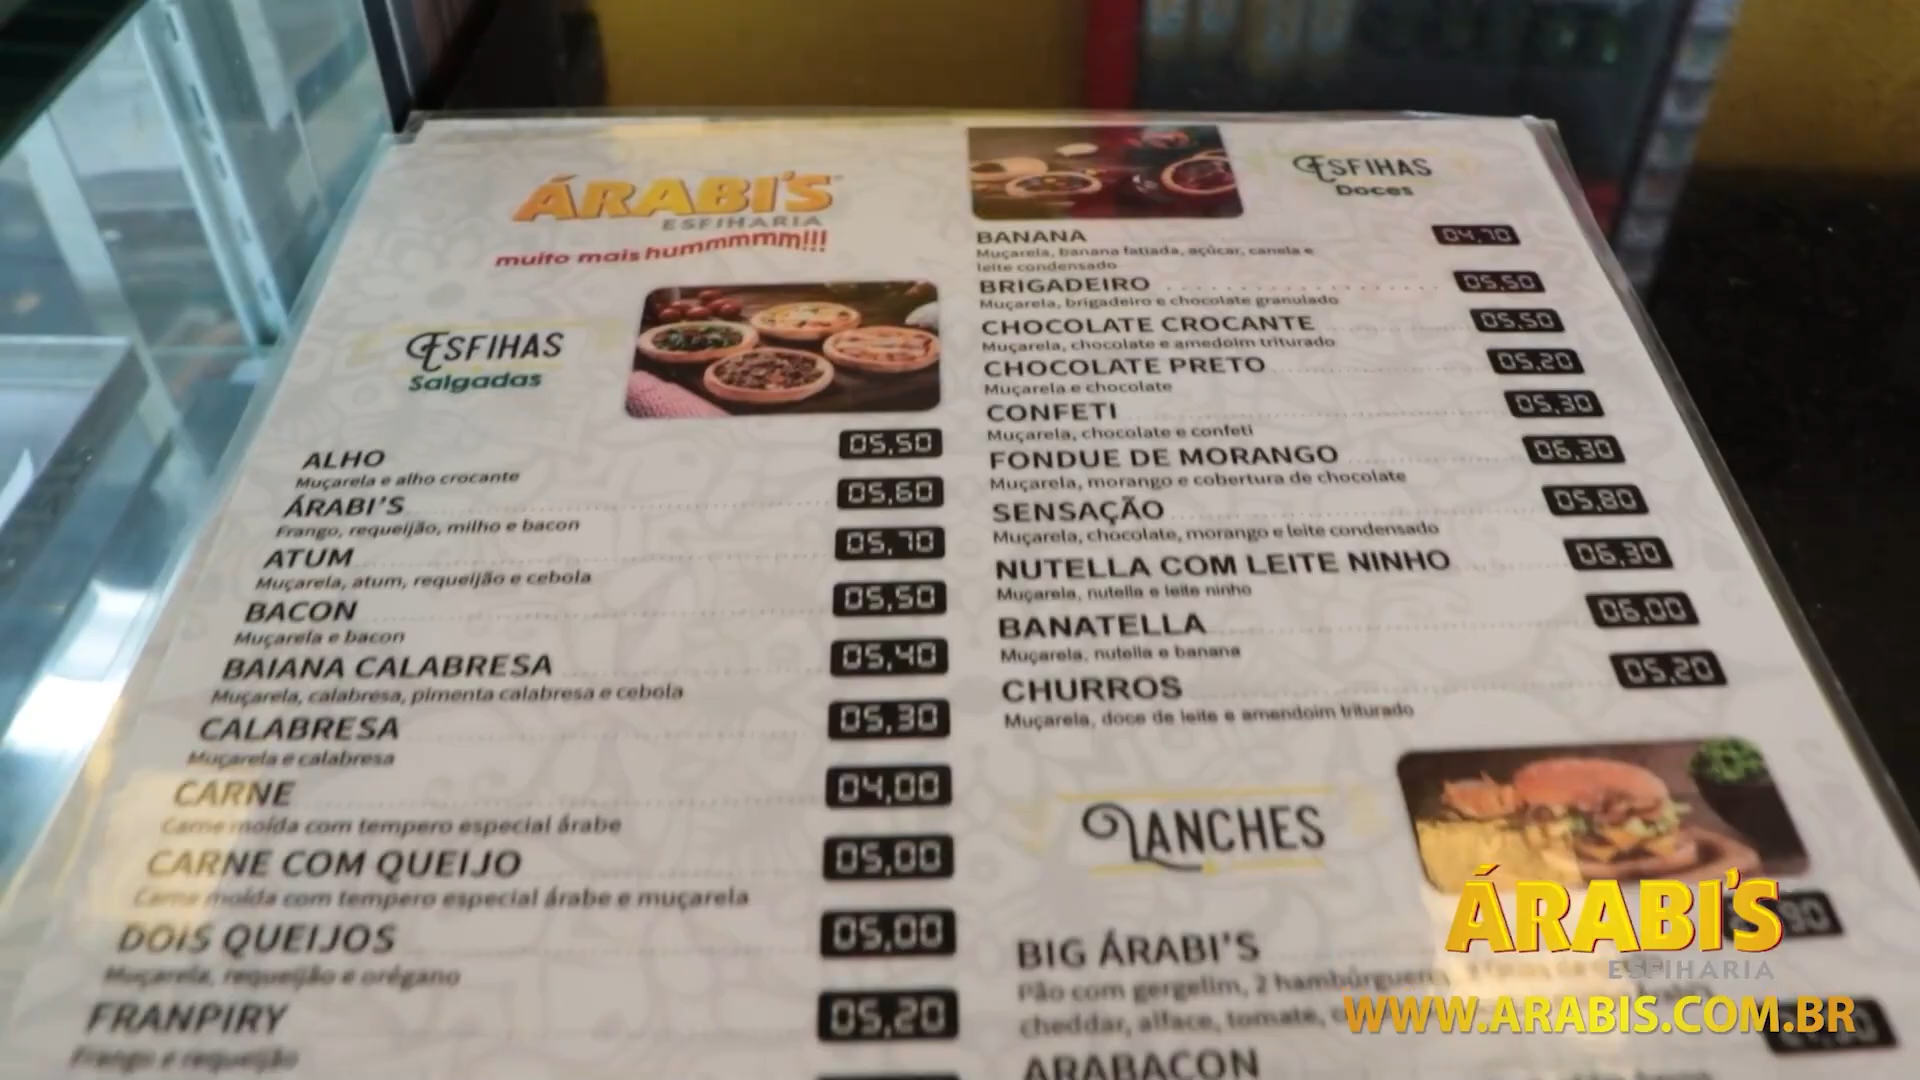 ÁRABI'S
ESFIHARIA
muito mais hummmmm!!!
ESFIHAS
Salgadas
ALHO 05,50
Muçarela e alho crocante
ÁRABI'S 05,60
Frango, requeijão, milho e bacon
ATUM 05,70
Muçarela, atum, requeijão e cebola
BACON 05,50
Muçarela e bacon
BAIANA CALABRESA 05,40
Muçarela, calabresa, pimenta calabresa e cebola
CALABRESA 05,30
Muçarela e calabresa
CARNE 04,00
Carne moída com tempero especial árabe
CARNE COM QUEIJO 05,00
Carne moída com tempero especial árabe e muçarela
DOIS QUEIJOS 05,00
Muçarela, requeijão e orégano
FRANPIRY 05,20
Frango e requeijão
ESFIHAS
Doces
BANANA 04,70
Muçarela, banana fatiada, açúcar, canela e
leite condensado
BRIGADEIRO 05,50
Muçarela, brigadeiro e chocolate granulado
CHOCOLATE CROCANTE 05,50
Muçarela, chocolate e amedoim triturado
CHOCOLATE PRETO 05,20
Muçarela e chocolate
CONFETI 05,30
Muçarela, chocolate e confeti
FONDUE DE MORANGO 06,30
Muçarela, morango e cobertura de chocolate
SENSAÇÃO 05,80
Muçarela, chocolate, morango e leite condensado
NUTELLA COM LEITE NINHO 06,30
Muçarela, nutella e leite ninho
BANATELLA 06,00
Muçarela, nutella e banana
CHURROS 05,20
Muçarela, doce de leite e amendoim triturado
LANCHES
BIG ÁRABI'S
Pão com gergelim, 2 hambúrguers,
cheddar, alface, tomate,
ARABACON
ÁRABI'S
ESFIHARIA
WWW.ARABIS.COM.BR